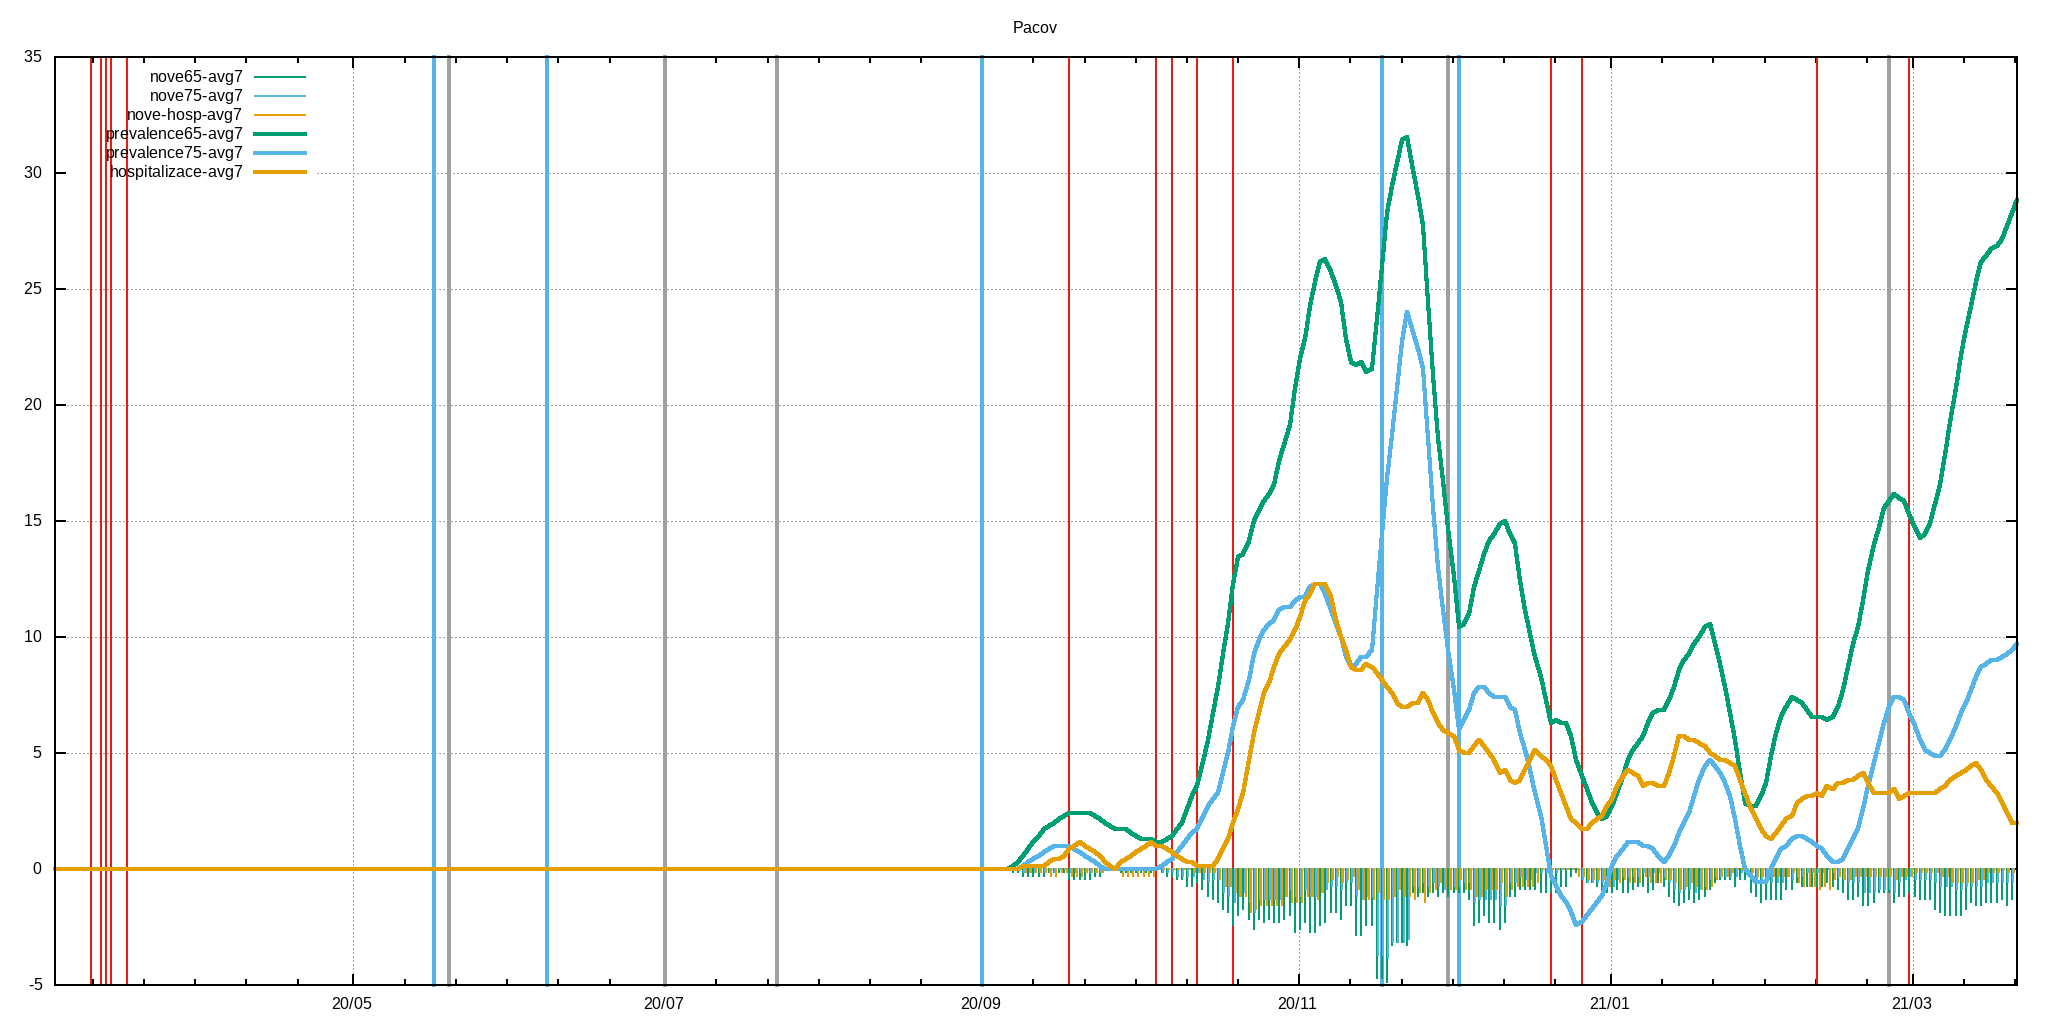 Pacov
35
nove65-avg7
nove75-avg7
nove-hosp-avg7
prevalence65-avg7
prevalence75-avg7
hospitalizace-avg7
30
25
20
15
10
5
0
-5
20/05 20/07 20/09 20/11 21/01 21/03